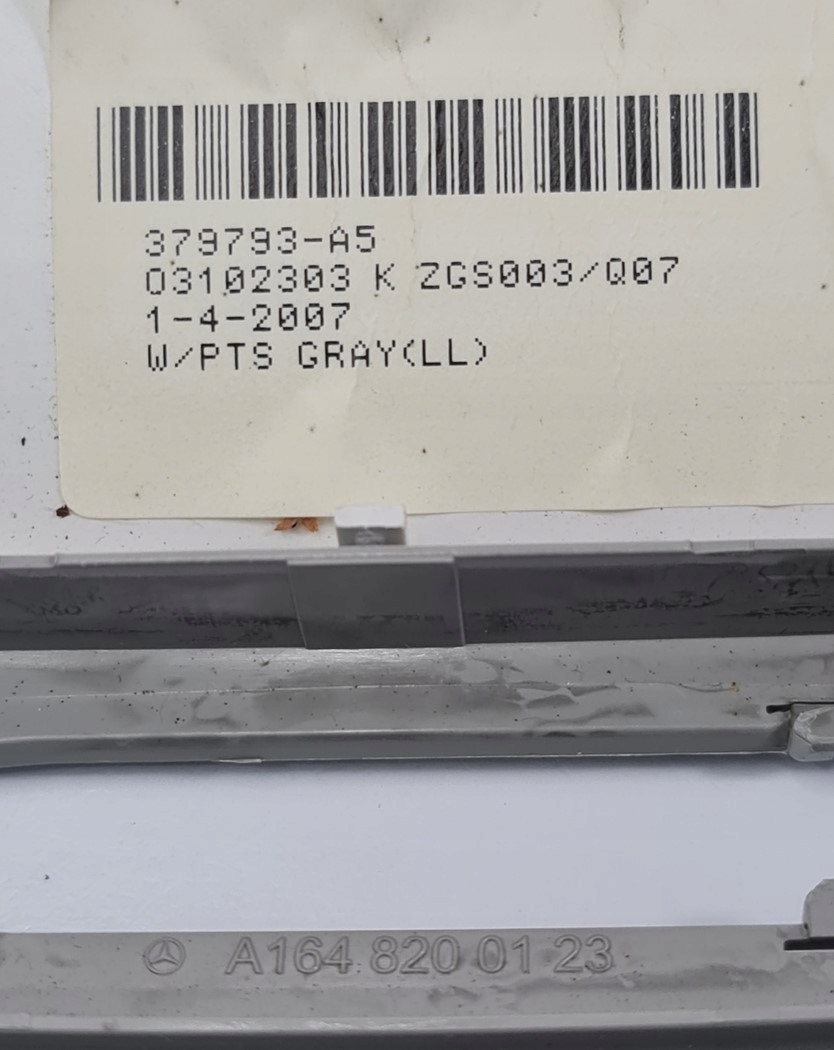 379793-A5
03102303 K ZGS003/Q07
1-4-2007
W/PTS GRAY(LL)
A164 820 01 23